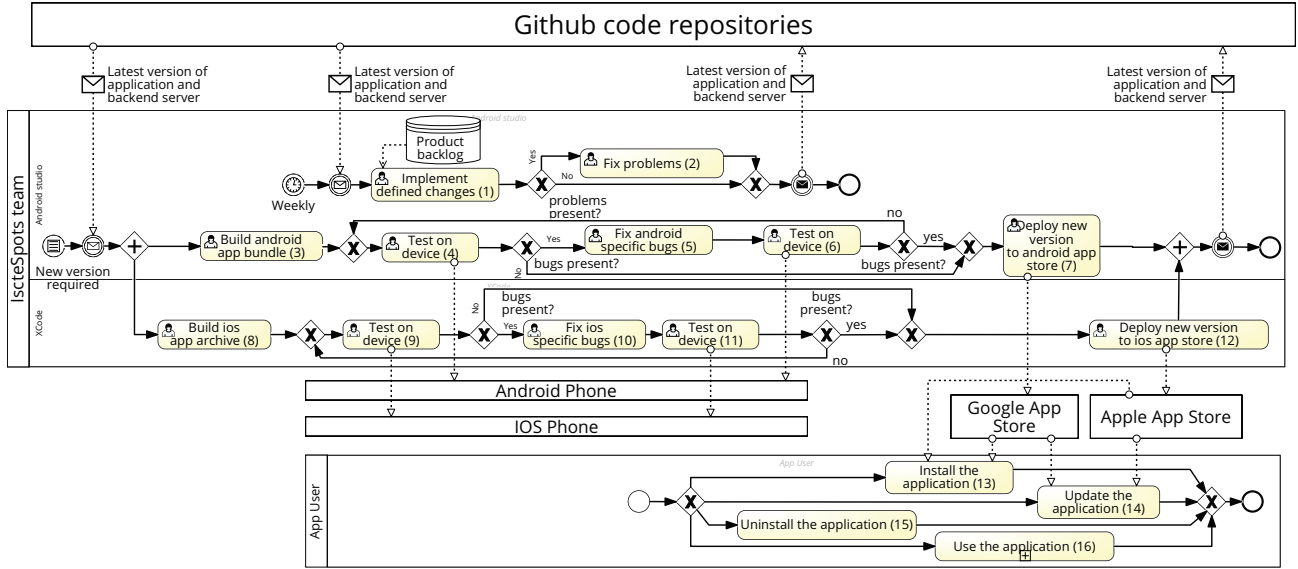 Github code repositories
Latest version of
application and
backend server
Latest version of
application and
backend server
Latest version of
application and
backend server
Latest version of
application and
backend server
IscteSpots team
Android studio
Android studio
Product
backlog
Weekly
Implement
defined changes (1)
Yes
No
problems
present?
Fix problems (2)
New version
required
Build android
app bundle (3)
Test on
device (4)
Yes
No
bugs present?
Fix android
specific bugs (5)
Test on
device (6)
no
yes
bugs present?
Deploy new
version
to android app
store (7)
XCode
XCode
Build ios
app archive (8)
Test on
device (9)
No
bugs
present?
Yes
Fix ios
specific bugs (10)
Test on
device (11)
bugs
present?
yes
no
Deploy new version
to ios app store (12)
Android Phone
IOS Phone
Google App
Store
Apple App Store
App User
App User
Install the
application (13)
Update the
application (14)
Uninstall the application (15)
Use the application (16)